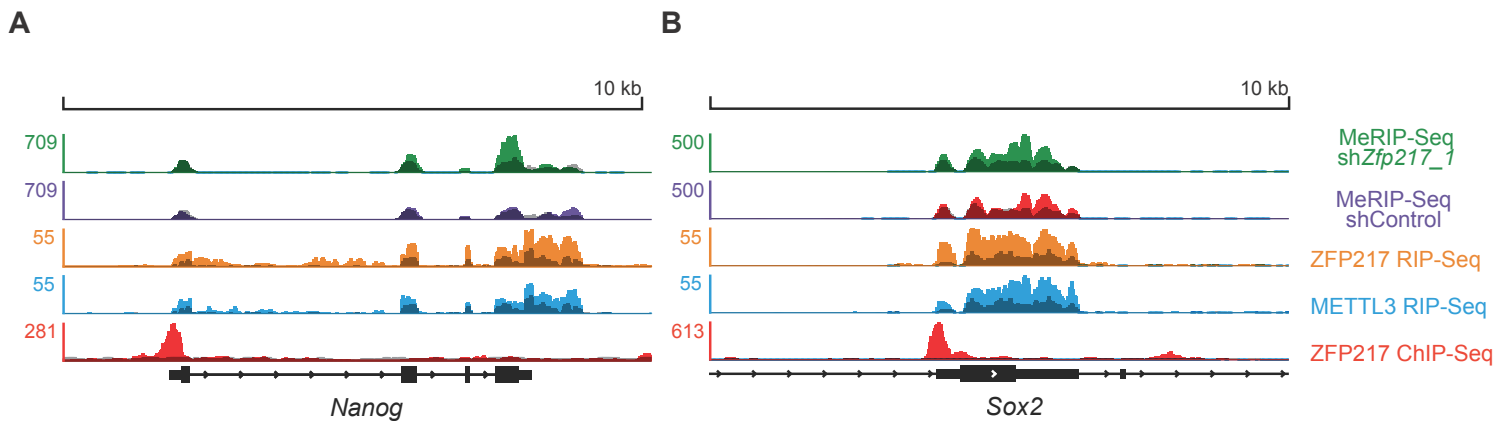 A
B
10 kb
10 kb
709
500
MeRIP-Seq
shZfp217_1
709
500
MeRIP-Seq
shControl
55
55
ZFP217 RIP-Seq
55
55
METTL3 RIP-Seq
281
613
ZFP217 ChIP-Seq
Nanog
Sox2